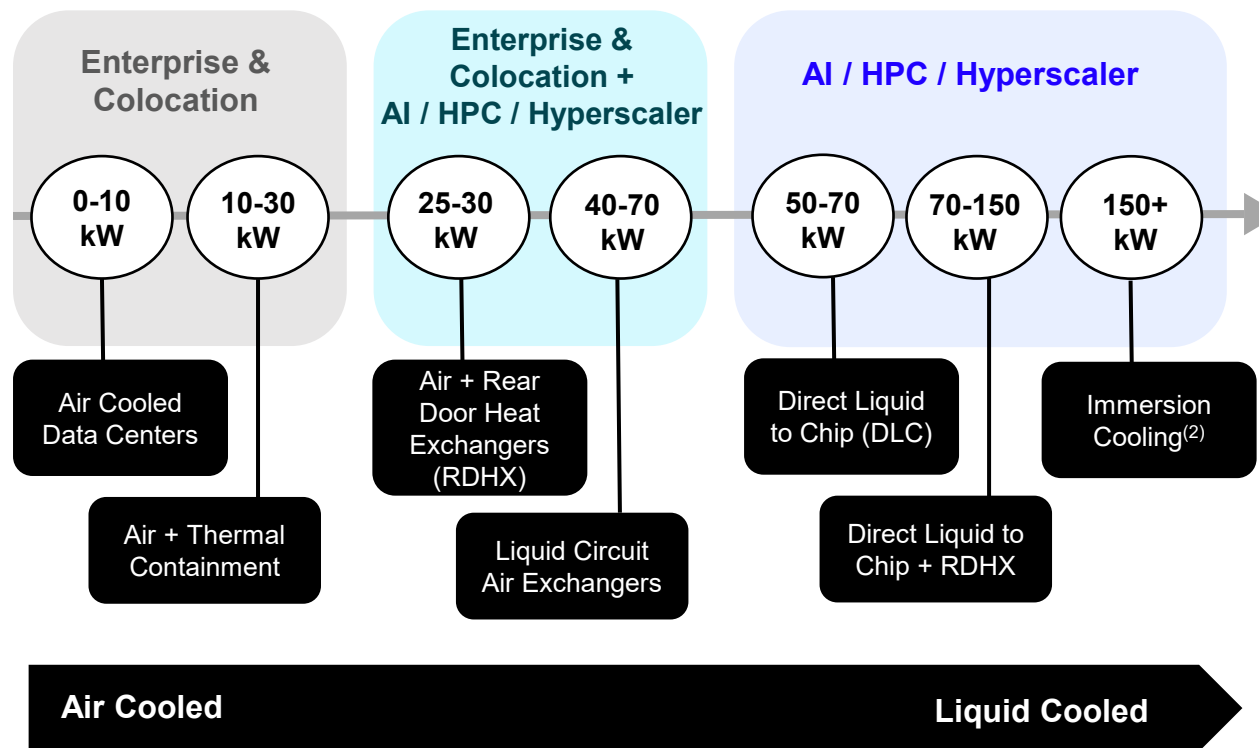 Enterprise &
Colocation
Enterprise &
Colocation +
AI / HPC / Hyperscaler
AI / HPC / Hyperscaler
0-10
kW
10-30
kW
25-30
kW
40-70
kW
50-70
kW
70-150
kW
150+
kW
Air Cooled
Data Centers
Air + Thermal
Containment
Air + Rear
Door Heat
Exchangers
(RDHX)
Liquid Circuit
Air Exchangers
Direct Liquid
to Chip (DLC)
Direct Liquid to
Chip + RDHX
Immersion
Cooling(2)
Air Cooled
Liquid Cooled